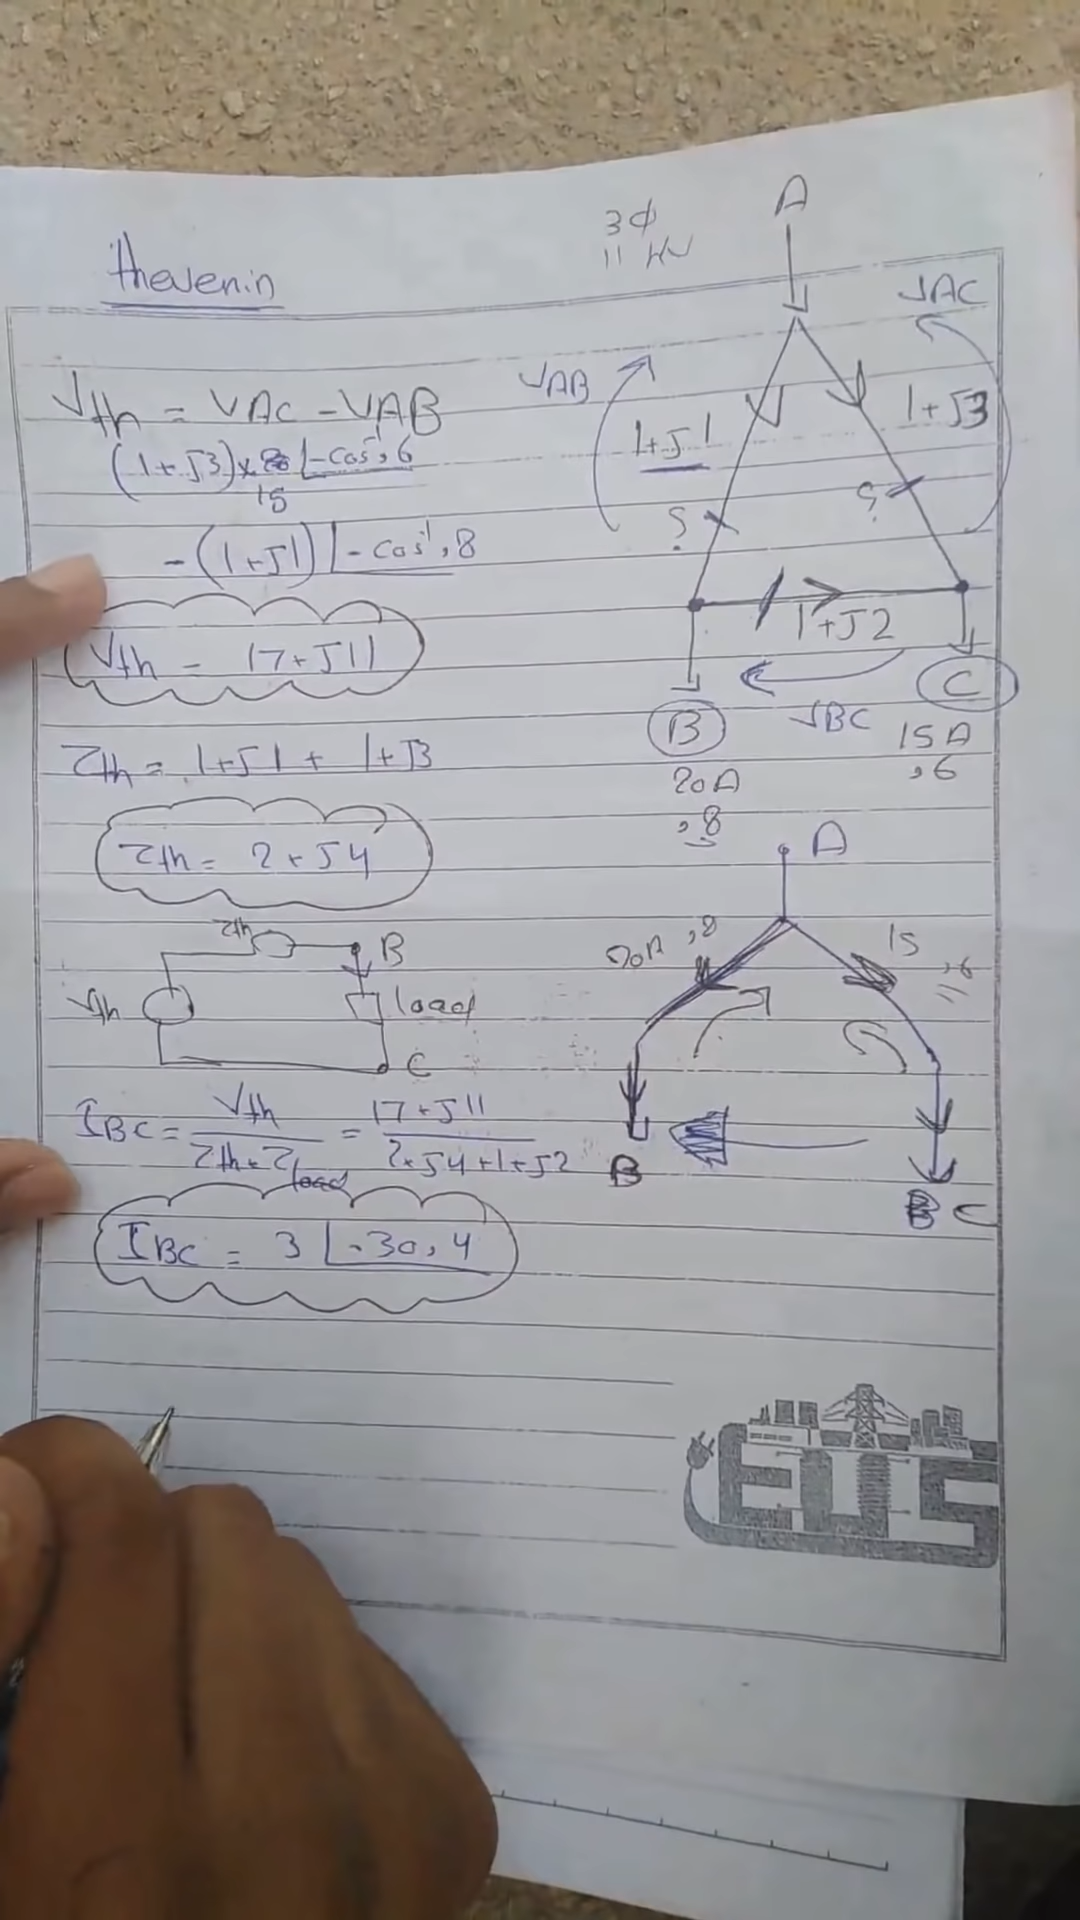 thevenin
3Φ
11 kV
A
VAC
VAB
Vth = VAC - VAB
(1+J3)×20 ∟-cos⁻¹,6
15
1+J1
1+J3
?
?
-(1+J1) ∟-cos⁻¹,8
Vth = 17+J11
1+J2
B
C
VBC
15A
,6
20A
,8
Zth = 1+J1 + 1+J3
Zth = 2+J4
A
20A ,8
15
,6
Zth
B
Vth
load
C
IBC = Vth / Zth+Zload = 17+J11 / 2+J4+1+J2
B
C
IBC = 3 ∟-30,4
EUS